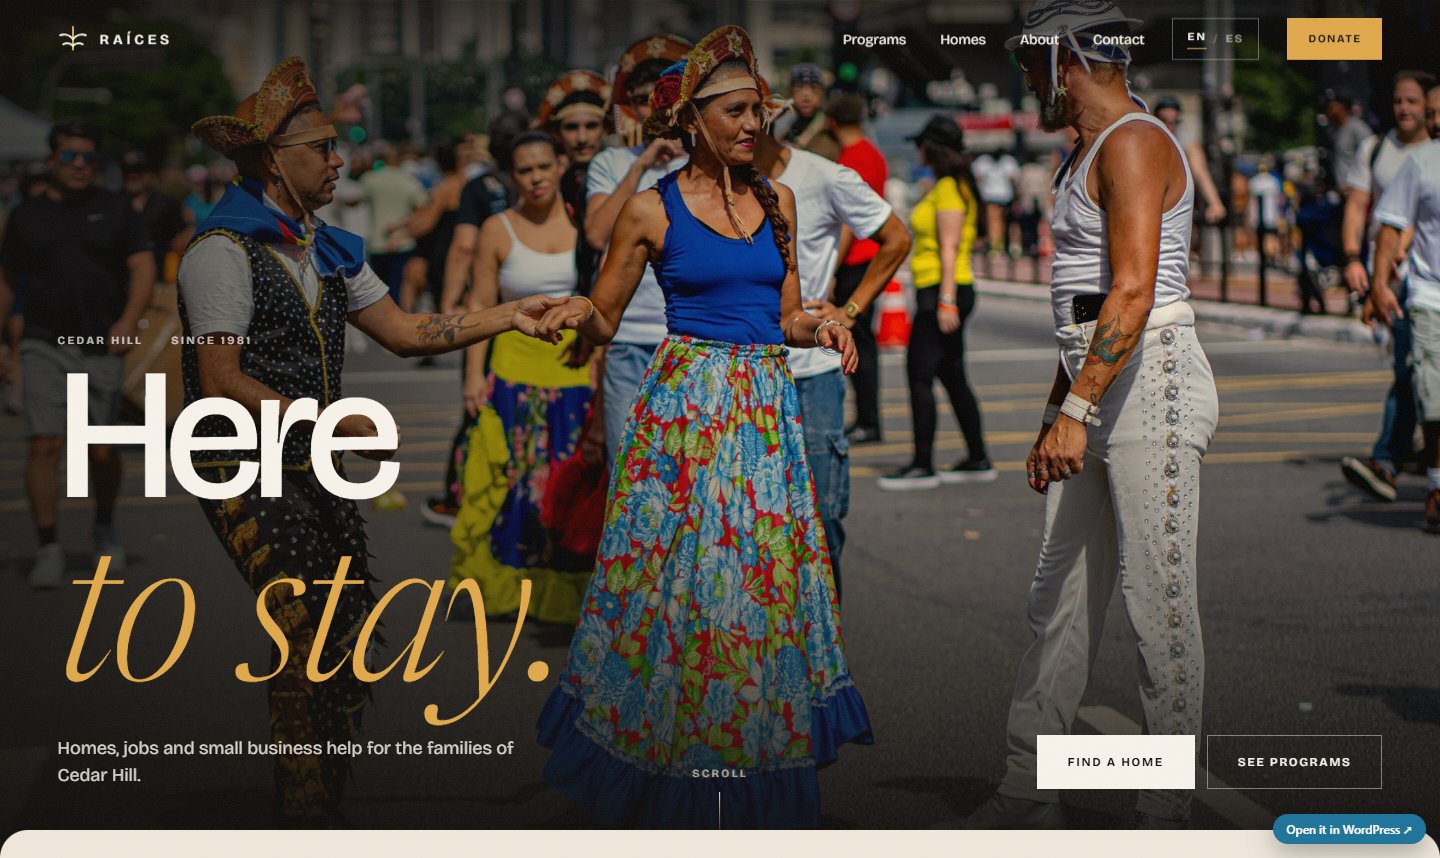 RAÍCES
Programs
Homes
About
Contact
EN / ES
DONATE
CEDAR HILL SINCE 1981
Here
to stay.
Homes, jobs and small business help for the families of
Cedar Hill.
SCROLL
FIND A HOME
SEE PROGRAMS
Open it in WordPress ↗